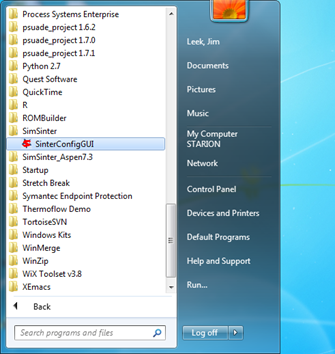 Process Systems Enterprise
psuade_project 1.6.2
psuade_project 1.7.0
psuade_project 1.7.1
Python 2.7
Quest Software
QuickTime
R
ROMBuilder
SimSinter
SinterConfigGUI
SimSinter_Aspen7.3
Startup
Stretch Break
Symantec Endpoint Protection
Thermoflow Demo
TortoiseSVN
Windows Kits
WinMerge
WinZip
WiX Toolset v3.8
XEmacs
Back
Search programs and files
Leek, Jim
Documents
Pictures
Music
My Computer
STARION
Network
Control Panel
Devices and Printers
Default Programs
Help and Support
Run...
Log off